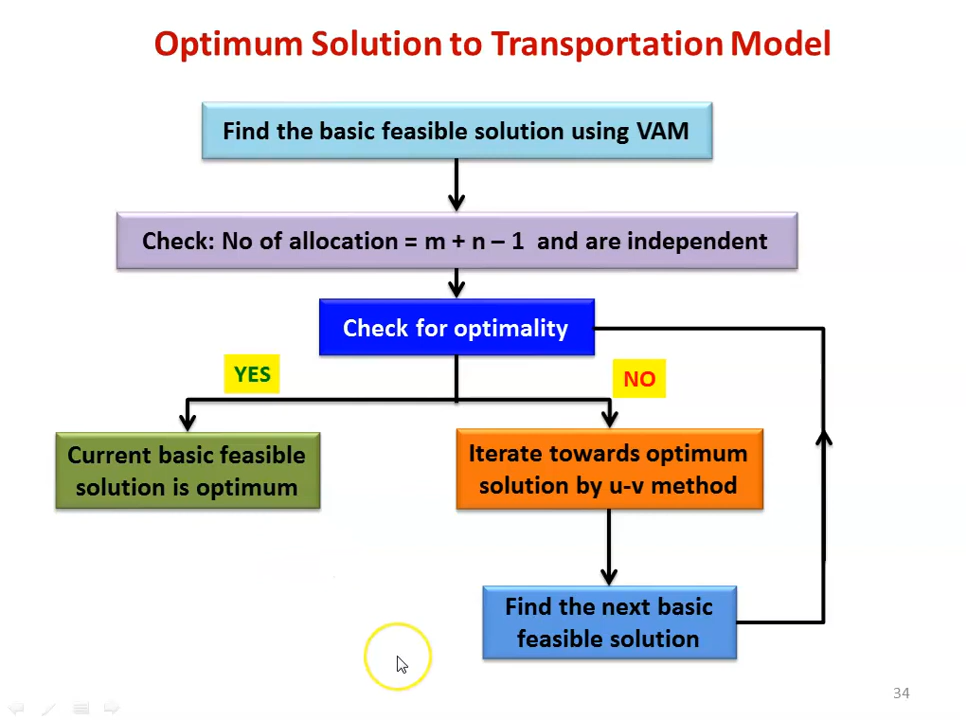 Optimum Solution to Transportation Model
Find the basic feasible solution using VAM
Check: No of allocation = m + n – 1 and are independent
Check for optimality
YES
NO
Current basic feasible
solution is optimum
Iterate towards optimum
solution by u-v method
Find the next basic
feasible solution
34